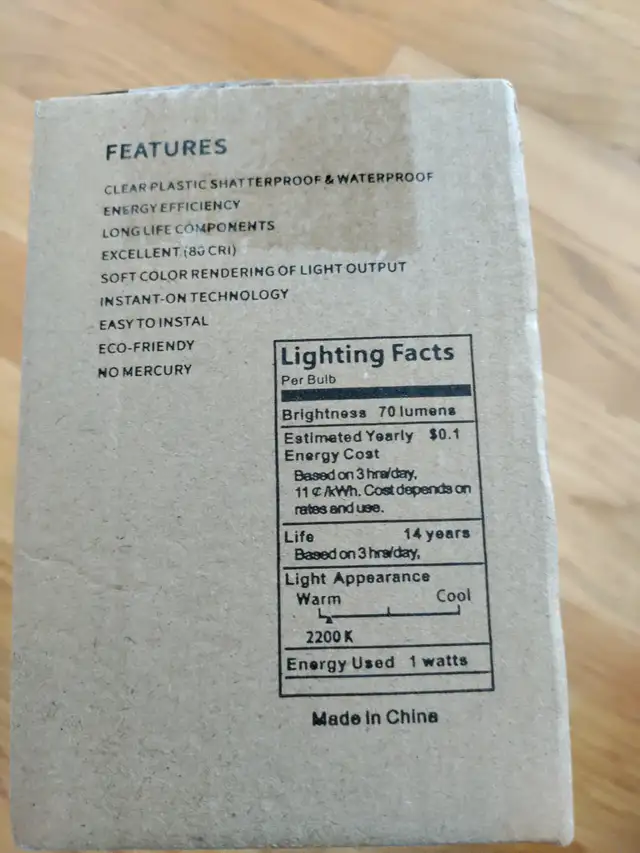 FEATURES
CLEAR PLASTIC SHATTERPROOF & WATERPROOF
ENERGY EFFICIENCY
LONG LIFE COMPONENTS
EXCELLENT (80 CRI)
SOFT COLOR RENDERING OF LIGHT OUTPUT
INSTANT-ON TECHNOLOGY
EASY TO INSTAL
ECO-FRIENDY
NO MERCURY
Lighting Facts
Per Bulb
Brightness 70 lumens
Estimated Yearly $0.1
Energy Cost
Based on 3 hrs/day,
11 ¢ /kWh. Cost depends on
rates and use.
Life 14 years
Based on 3 hrs/day,
Light Appearance
Warm Cool
2200 K
Energy Used 1 watts
Made In China